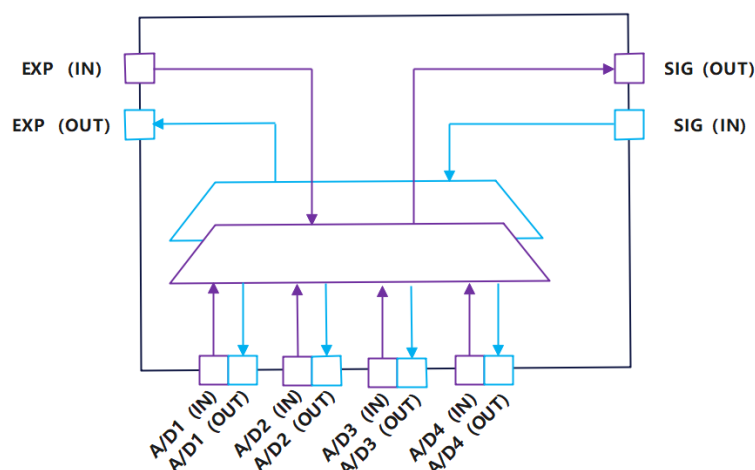 EXP (IN)
SIG (OUT)
EXP (OUT)
SIG (IN)
A/D1 (IN)
A/D1 (OUT)
A/D2 (IN)
A/D2 (OUT)
A/D3 (IN)
A/D3 (OUT)
A/D4 (IN)
A/D4 (OUT)